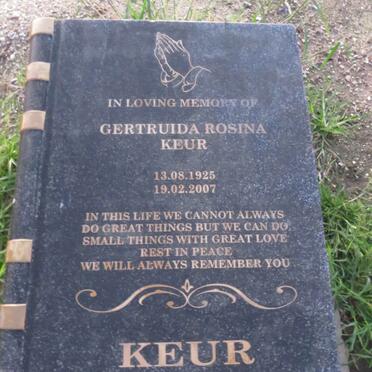 IN LOVING MEMORY OF
GERTRUIDA ROSINA
KEUR
13.08.1925
19.02.2007
IN THIS LIFE WE CANNOT ALWAYS
DO GREAT THINGS BUT WE CAN DO
SMALL THINGS WITH GREAT LOVE
REST IN PEACE
WE WILL ALWAYS REMEMBER YOU
KEUR